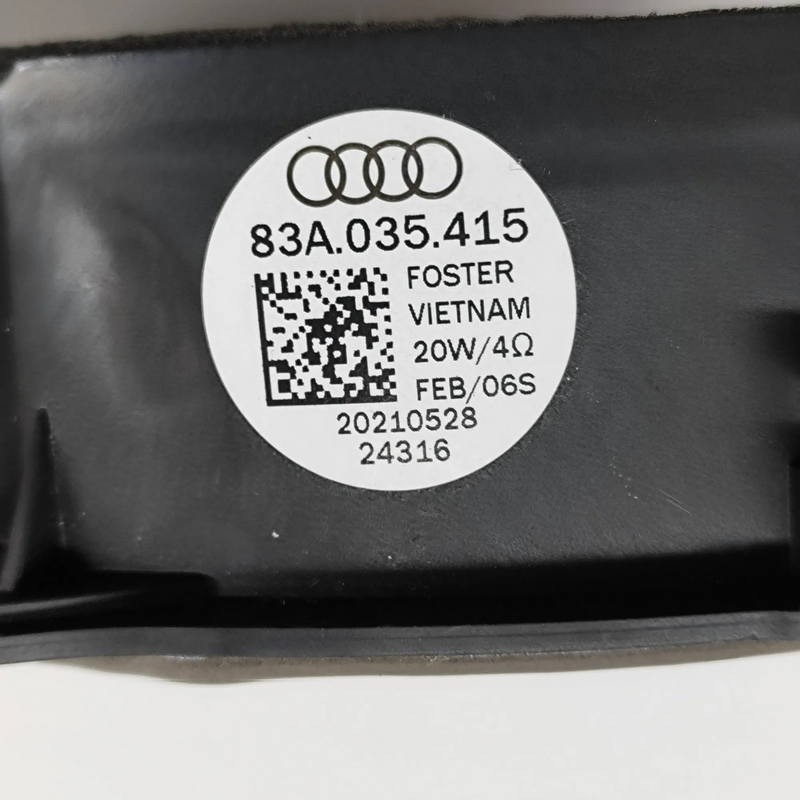 83A.035.415
FOSTER
VIETNAM
20W/4Ω
FEB/06S
20210528
24316